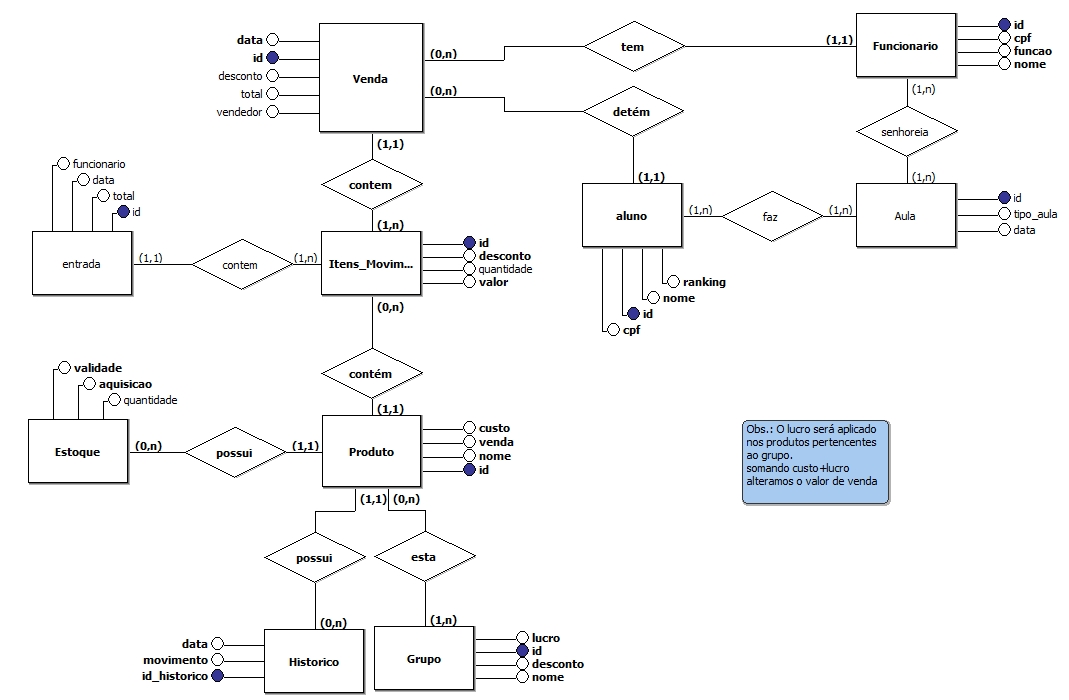 data
id
desconto
total
vendedor
Venda
(0,n)
(0,n)
(1,1)
tem
(1,1)
Funcionario
id
cpf
funcao
nome
detém
(1,n)
senhoreia
(1,n)
(1,1)
aluno
(1,n)
faz
(1,n)
Aula
id
tipo_aula
data
ranking
nome
id
cpf
contem
(1,n)
funcionario
data
total
id
entrada
(1,1)
contem
(1,n)
Itens_Movim...
id
desconto
quantidade
valor
(0,n)
contém
(1,1)
validade
aquisicao
quantidade
Estoque
(0,n)
possui
(1,1)
Produto
custo
venda
nome
id
Obs.: O lucro será aplicado
nos produtos pertencentes
ao grupo.
somando custo+lucro
alteramos o valor de venda
(1,1)
(0,n)
possui
esta
(0,n)
(1,n)
data
movimento
id_historico
Historico
Grupo
lucro
id
desconto
nome